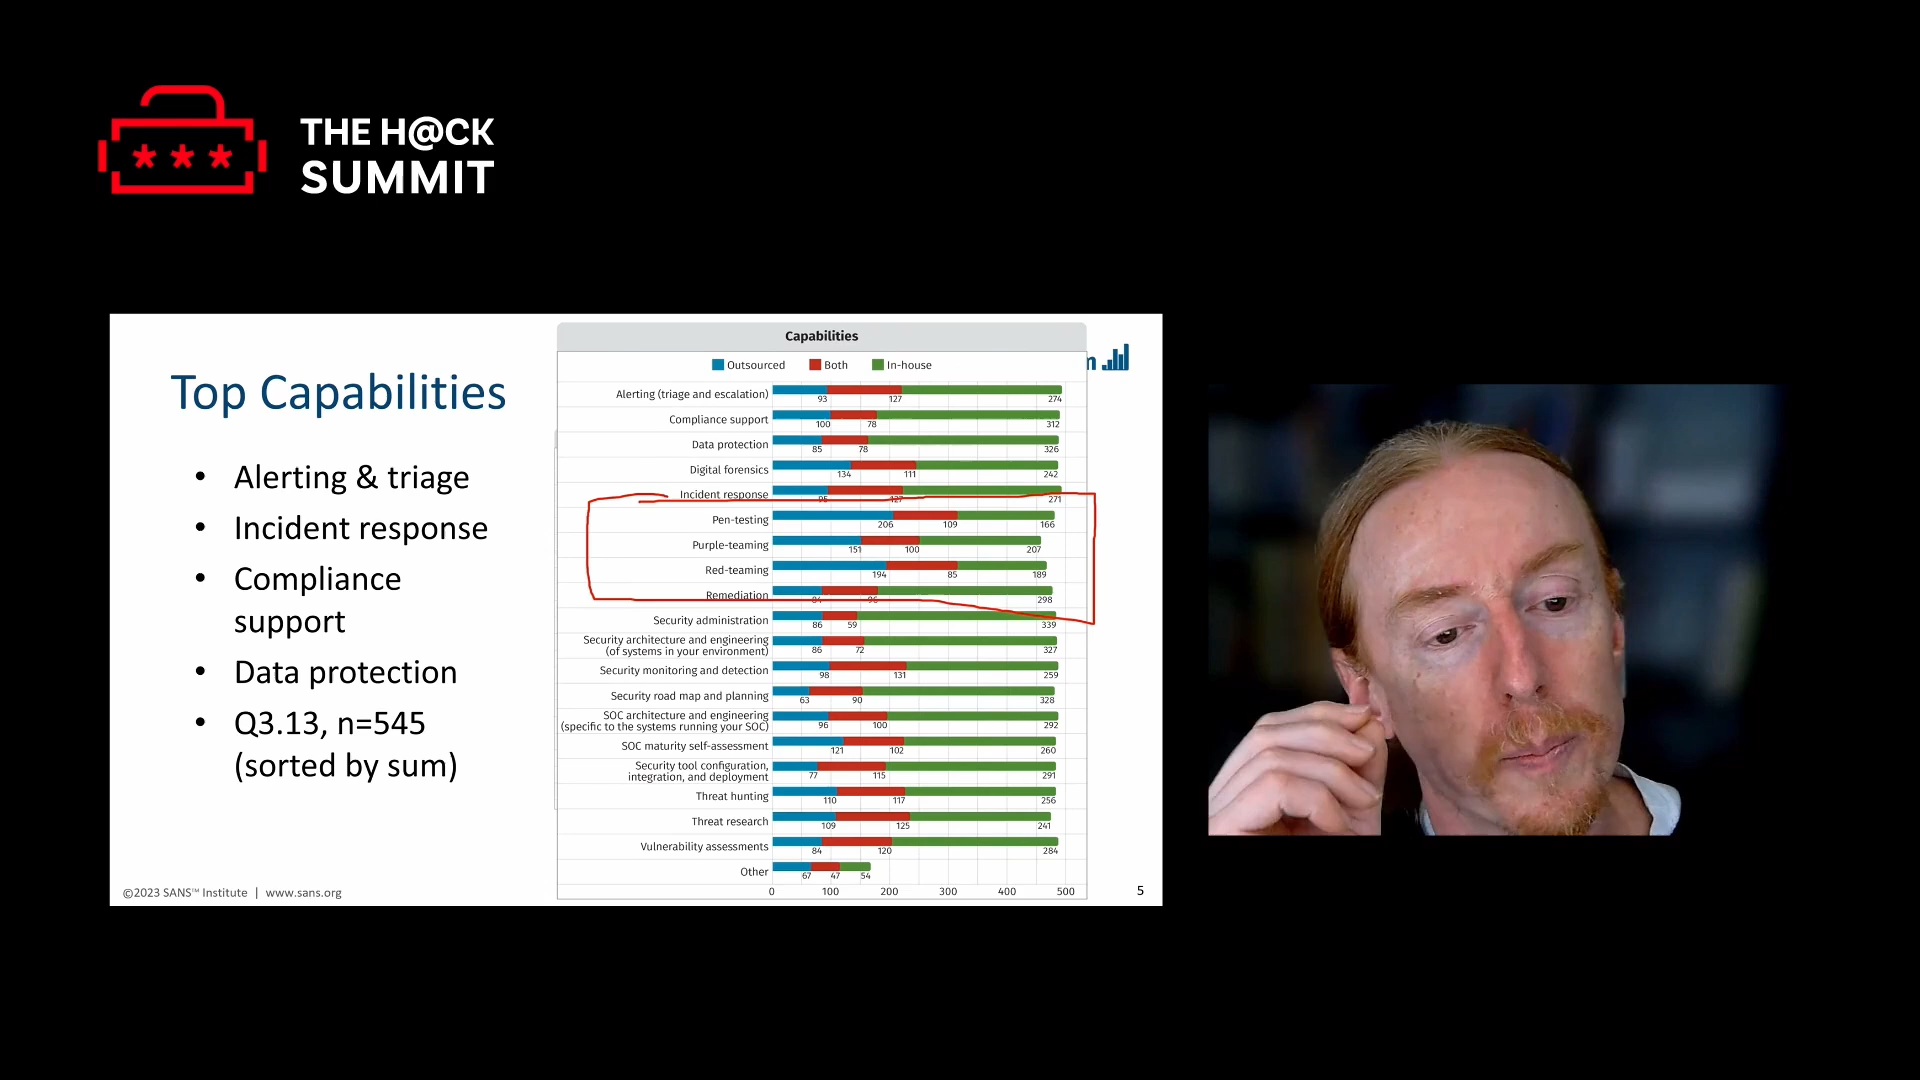 ***
THE H@CK
SUMMIT
Top Capabilities
• Alerting & triage
• Incident response
• Compliance
support
• Data protection
• Q3.13, n=545
(sorted by sum)
Capabilities
Outsourced Both In-house
Alerting (triage and escalation) 93 127 274
Compliance support 100 78 312
Data protection 85 78 326
Digital forensics 134 111 242
Incident response 95 127 271
Pen-testing 206 109 166
Purple-teaming 151 100 207
Red-teaming 194 85 189
Remediation 84 96 298
Security administration 86 59 339
Security architecture and engineering
(of systems in your environment) 86 72 327
Security monitoring and detection 98 131 259
Security road map and planning 63 90 328
SOC architecture and engineering
(specific to the systems running your SOC) 96 100 292
SOC maturity self-assessment 121 102 260
Security tool configuration,
integration, and deployment 77 115 291
Threat hunting 110 117 256
Threat research 109 125 241
Vulnerability assessments 84 120 284
Other 67 47 54
0 100 200 300 400 500
©2023 SANS™ Institute | www.sans.org
5